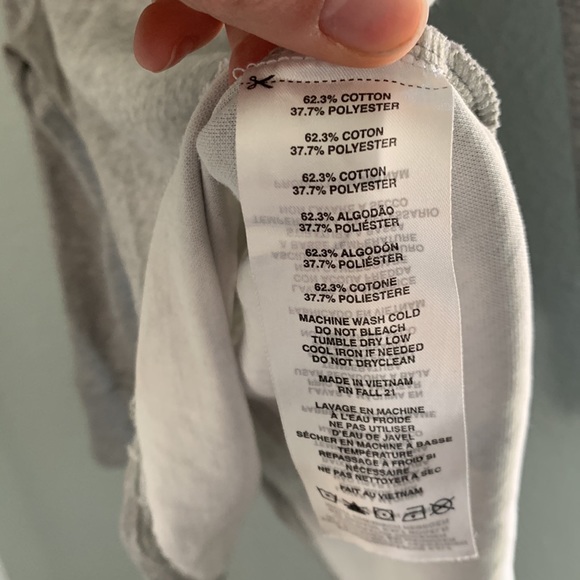 62.3% COTTON
37.7% POLYESTER
62.3% COTON
37.7% POLYESTER
62.3% COTTON
37.7% POLYESTER
62.3% ALGODÃO
37.7% POLIÉSTER
62.3% ALGODÓN
37.7% POLIÉSTER
62.3% COTONE
37.7% POLIESTERE
MACHINE WASH COLD
DO NOT BLEACH
TUMBLE DRY LOW
COOL IRON IF NEEDED
DO NOT DRYCLEAN
MADE IN VIETNAM
RN FALL 21
LAVAGE EN MACHINE
À L'EAU FROIDE
NE PAS UTILISER
D'EAU DE JAVEL
SÉCHER EN MACHINE À BASSE
TEMPÉRATURE
REPASSAGE À FROID SI
NÉCESSAIRE
NE PAS NETTOYER À SEC
FAIT AU VIETNAM